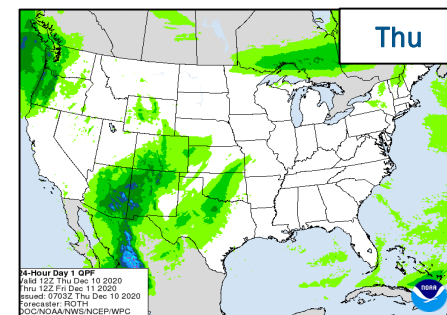 Thu
24-Hour Day 1 QPF
Valid 12Z Thu Dec 10 2020
Thru 12Z Fri Dec 11 2020
Issued: 0703Z Thu Dec 10 2020
Forecaster: ROTH
DOC/NOAA/NWS/NCEP/WPC
NOAA